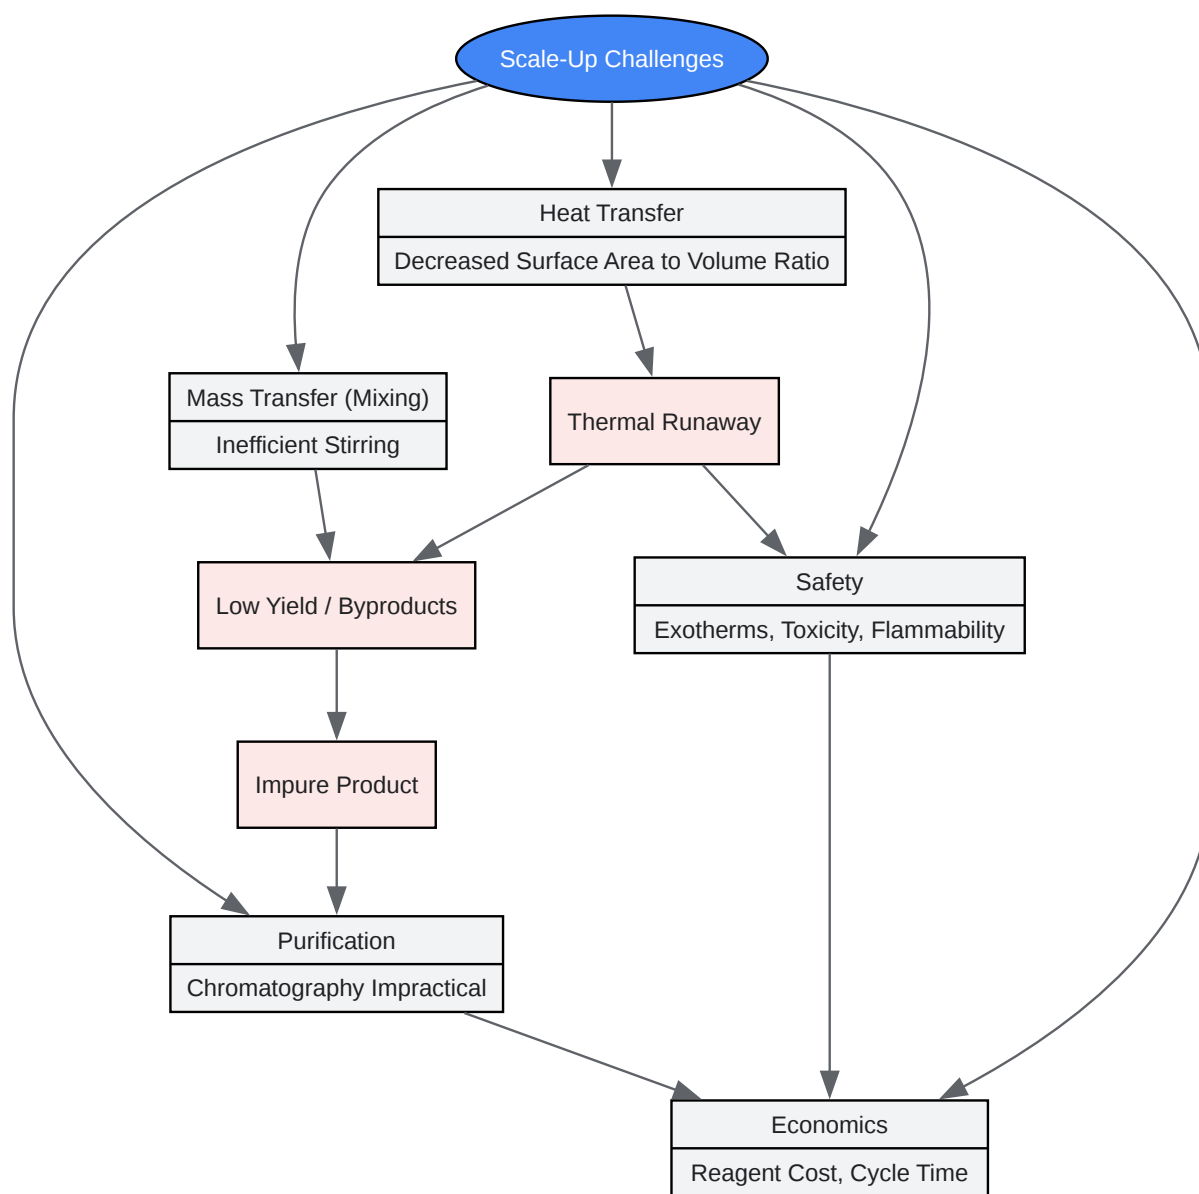 Scale-Up Challenges
Heat Transfer
Decreased Surface Area to Volume Ratio
Mass Transfer (Mixing)
Inefficient Stirring
Thermal Runaway
Low Yield / Byproducts
Safety
Exotherms, Toxicity, Flammability
Impure Product
Purification
Chromatography Impractical
Economics
Reagent Cost, Cycle Time